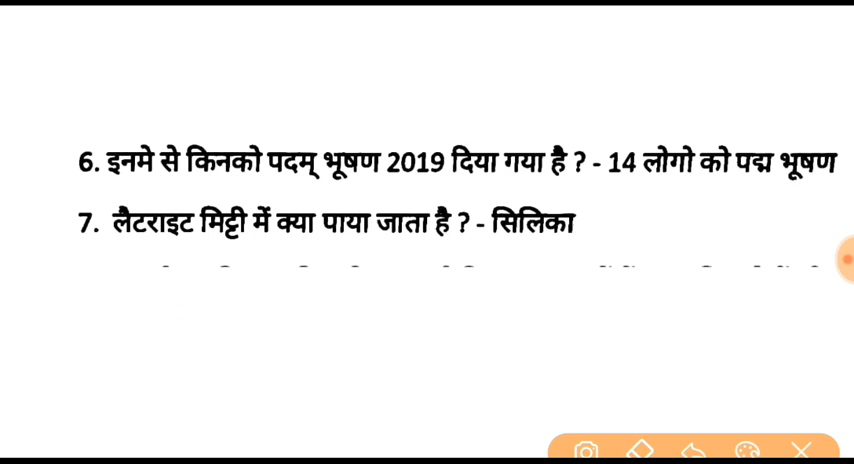 6. इनमे से किनको पदम् भूषण 2019 दिया गया है ? - 14 लोगो को पद्म भूषण
7. लैटराइट मिट्टी में क्या पाया जाता है ? - सिलिका